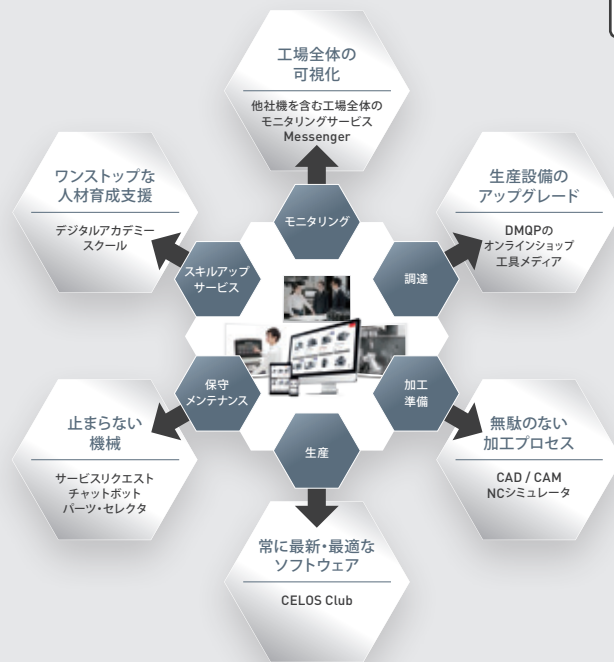 工場全体の
可視化
他社機を含む工場全体の
モニタリングサービス
Messenger
モニタリング
ワンストップな
人材育成支援
デジタルアカデミー
スクール
スキルアップ
サービス
生産設備の
アップグレード
DMQPの
オンラインショップ
工具メディア
調達
保守
メンテナンス
止まらない
機械
サービスリクエスト
チャットボット
パーツ・セレクタ
加工
準備
無駄のない
加工プロセス
CAD / CAM
NCシミュレータ
生産
常に最新・最適な
ソフトウェア
CELOS Club